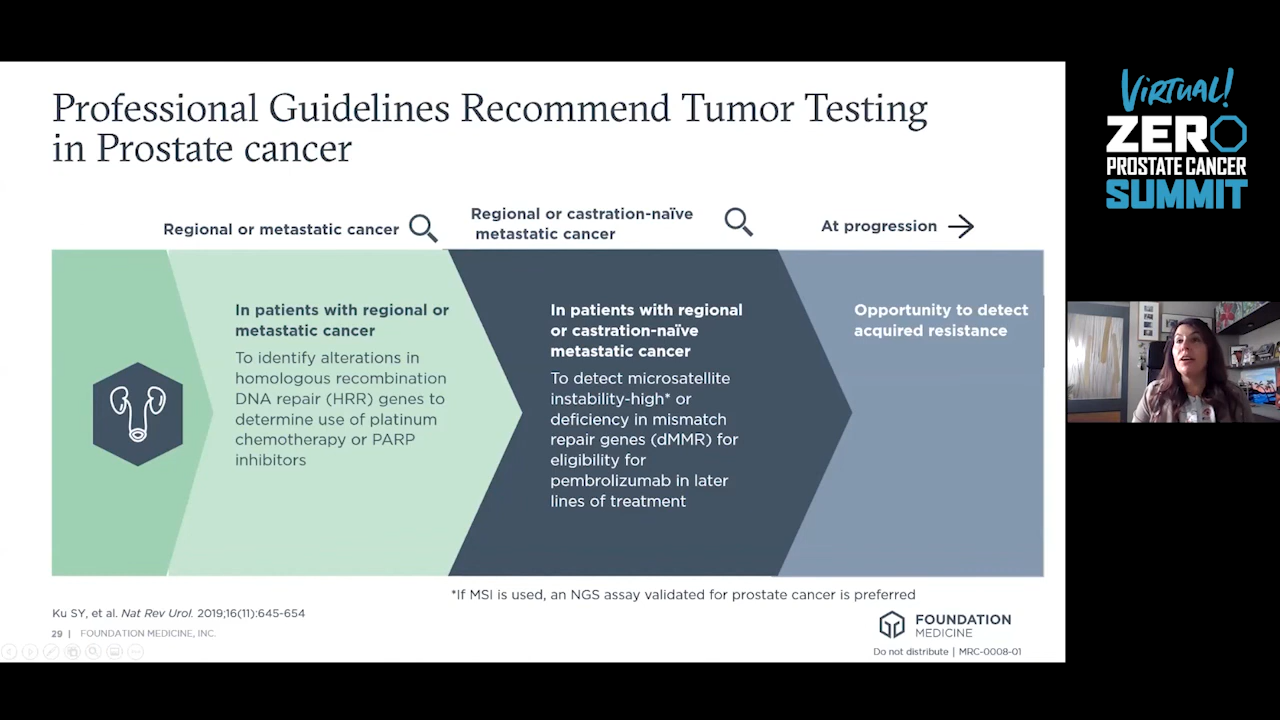 Professional Guidelines Recommend Tumor Testing
in Prostate cancer
Regional or metastatic cancer
Regional or castration-naïve
metastatic cancer
At progression
In patients with regional or
metastatic cancer
To identify alterations in
homologous recombination
DNA repair (HRR) genes to
determine use of platinum
chemotherapy or PARP
inhibitors
In patients with regional
or castration-naïve
metastatic cancer
To detect microsatellite
instability-high* or
deficiency in mismatch
repair genes (dMMR) for
eligibility for
pembrolizumab in later
lines of treatment
Opportunity to detect
acquired resistance
*If MSI is used, an NGS assay validated for prostate cancer is preferred
Ku SY, et al. Nat Rev Urol. 2019;16(11):645-654
29 | FOUNDATION MEDICINE, INC.
FOUNDATION
MEDICINE
Do not distribute | MRC-0008-01
VIRTUAL!
ZERO
PROSTATE CANCER
SUMMIT